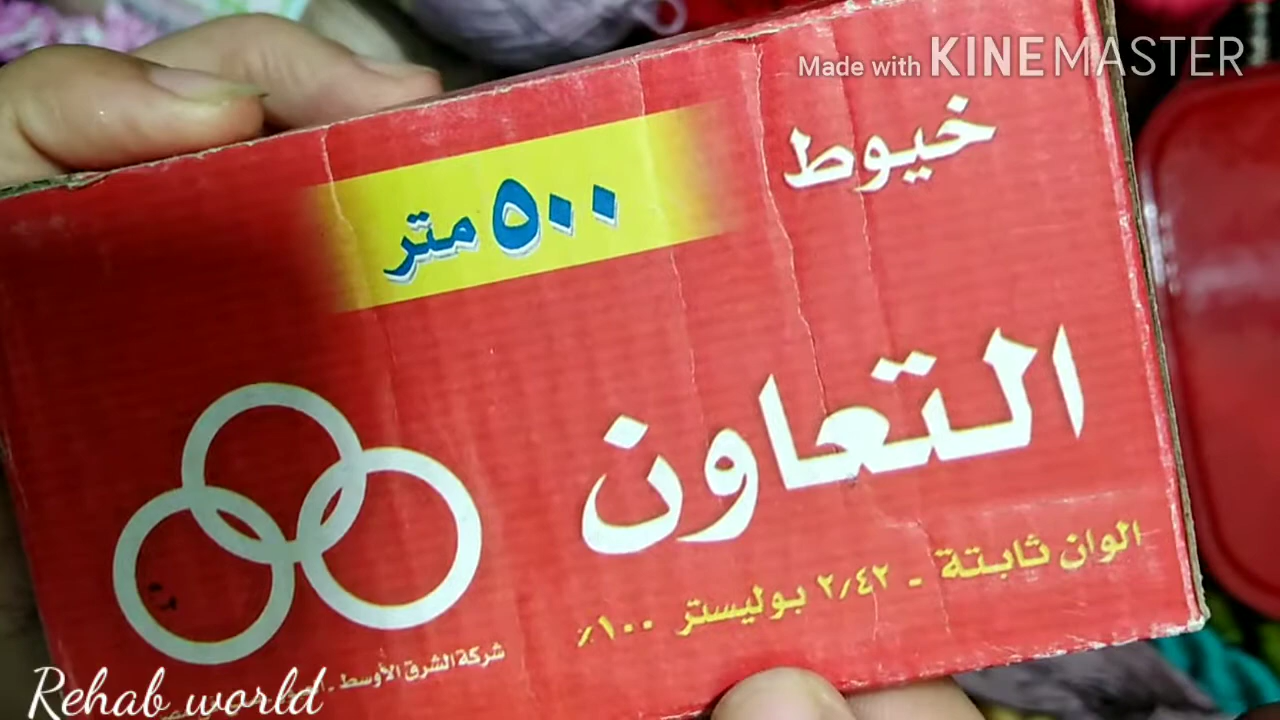 Made with KINEMASTER
خيوط
٥٠٠ متر
التعاون
الوان ثابتة - ٢/٤٢ بوليستر ١٠٠٪
شركة الشرق الأوسط
Rehab world